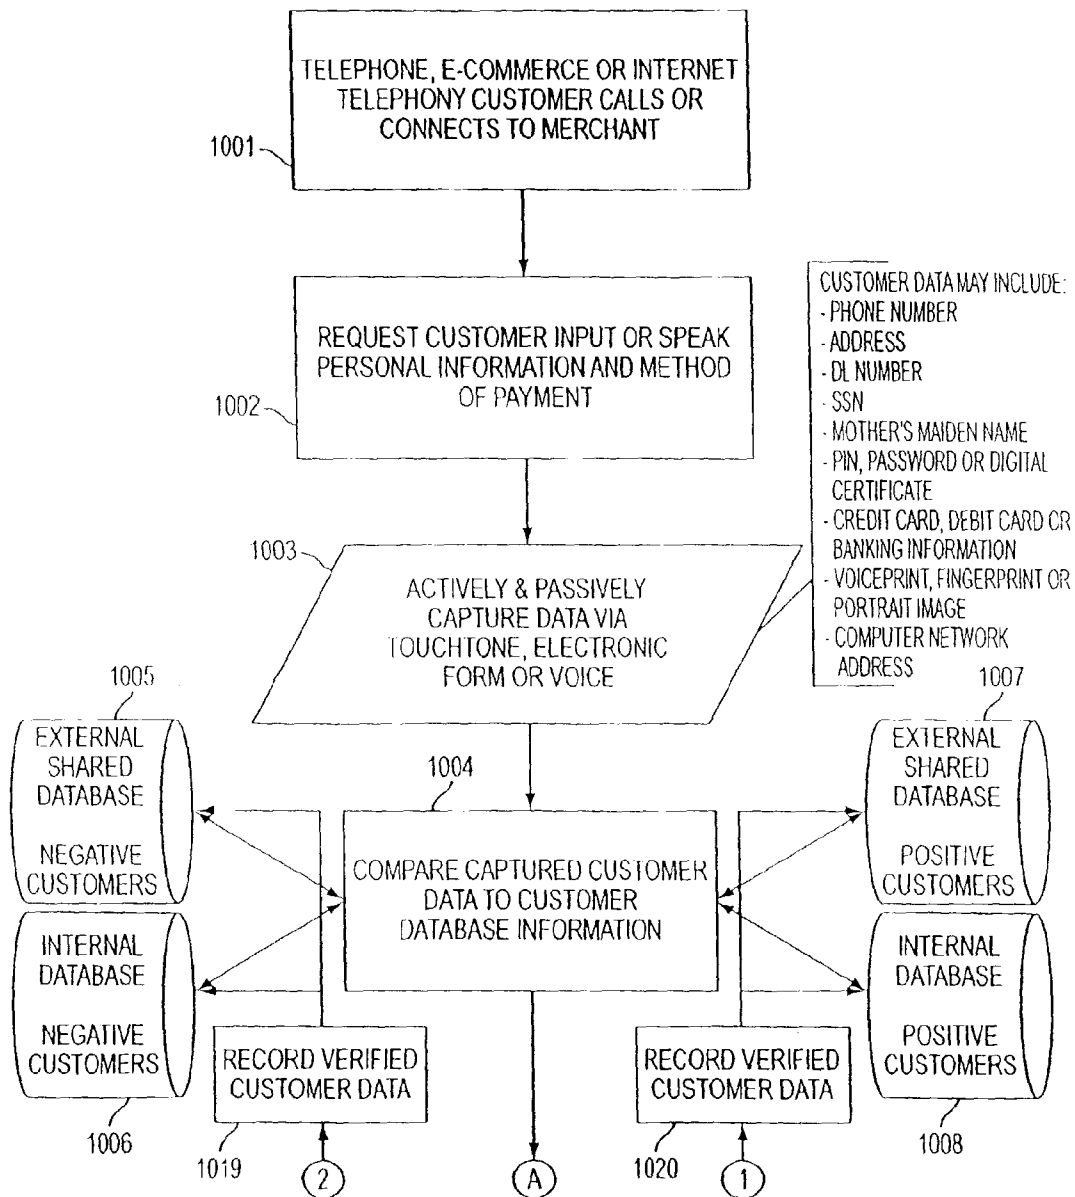 TELEPHONE, E-COMMERCE OR INTERNET
TELEPHONY CUSTOMER CALLS OR
CONNECTS TO MERCHANT
1001
REQUEST CUSTOMER INPUT OR SPEAK
PERSONAL INFORMATION AND METHOD
OF PAYMENT
1002
CUSTOMER DATA MAY INCLUDE:
- PHONE NUMBER
- ADDRESS
- DL NUMBER
- SSN
- MOTHER'S MAIDEN NAME
- PIN, PASSWORD OR DIGITAL
CERTIFICATE
- CREDIT CARD, DEBIT CARD OR
BANKING INFORMATION
- VOICEPRINT, FINGERPRINT OR
PORTRAIT IMAGE
- COMPUTER NETWORK
ADDRESS
1003
ACTIVELY & PASSIVELY
CAPTURE DATA VIA
TOUCHTONE, ELECTRONIC
FORM OR VOICE
1005
EXTERNAL
SHARED
DATABASE
NEGATIVE
CUSTOMERS
1004
COMPARE CAPTURED CUSTOMER
DATA TO CUSTOMER
DATABASE INFORMATION
1007
EXTERNAL
SHARED
DATABASE
POSITIVE
CUSTOMERS
INTERNAL
DATABASE
NEGATIVE
CUSTOMERS
1006
RECORD VERIFIED
CUSTOMER DATA
1019
2
A
RECORD VERIFIED
CUSTOMER DATA
1020
1
INTERNAL
DATABASE
POSITIVE
CUSTOMERS
1008